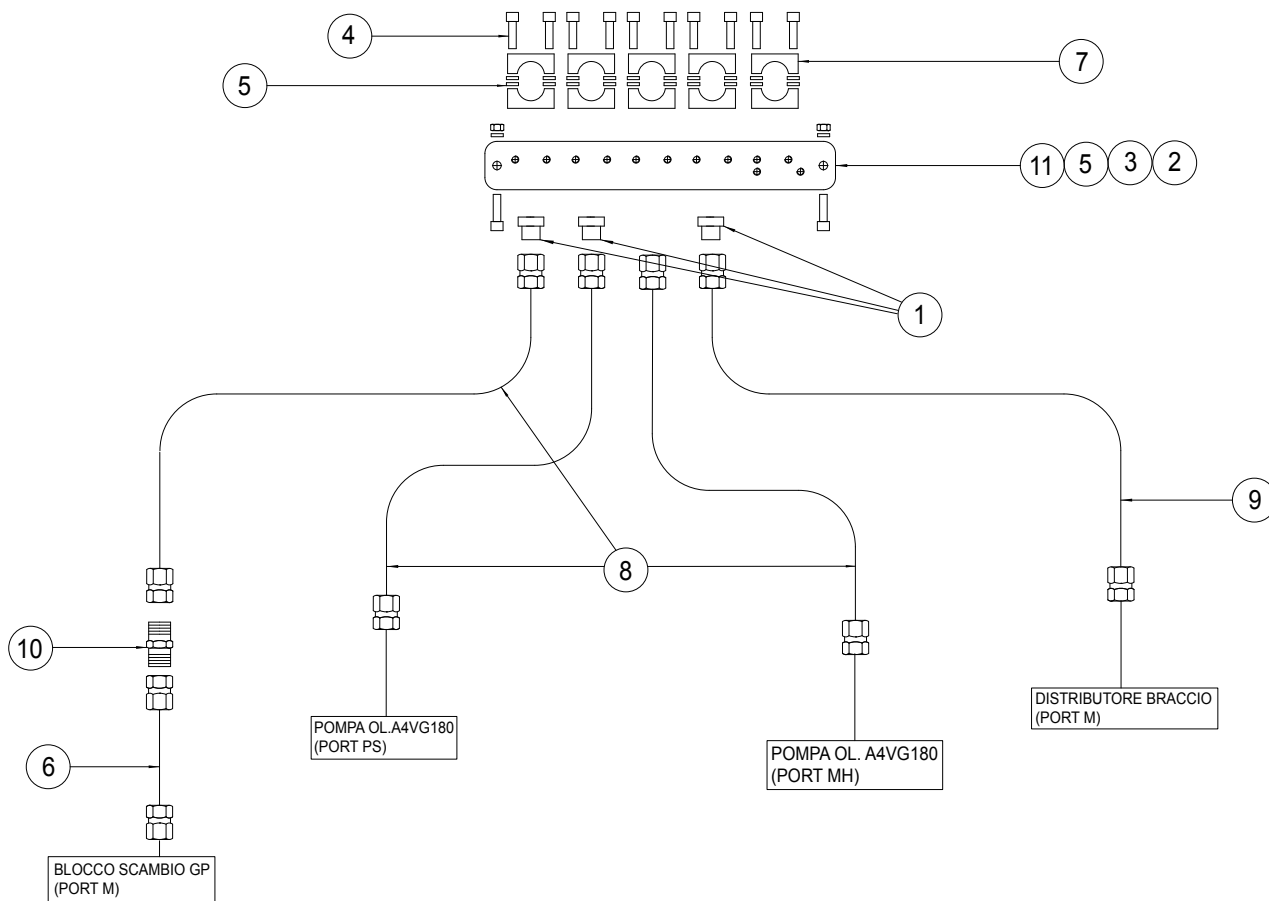 4
7
5
11 5 3 2
1
9
8
10
DISTRIBUTORE BRACCIO
(PORT M)
POMPA OL.A4VG180
(PORT PS)
POMPA OL. A4VG180
(PORT MH)
6
BLOCCO SCAMBIO GP
(PORT M)